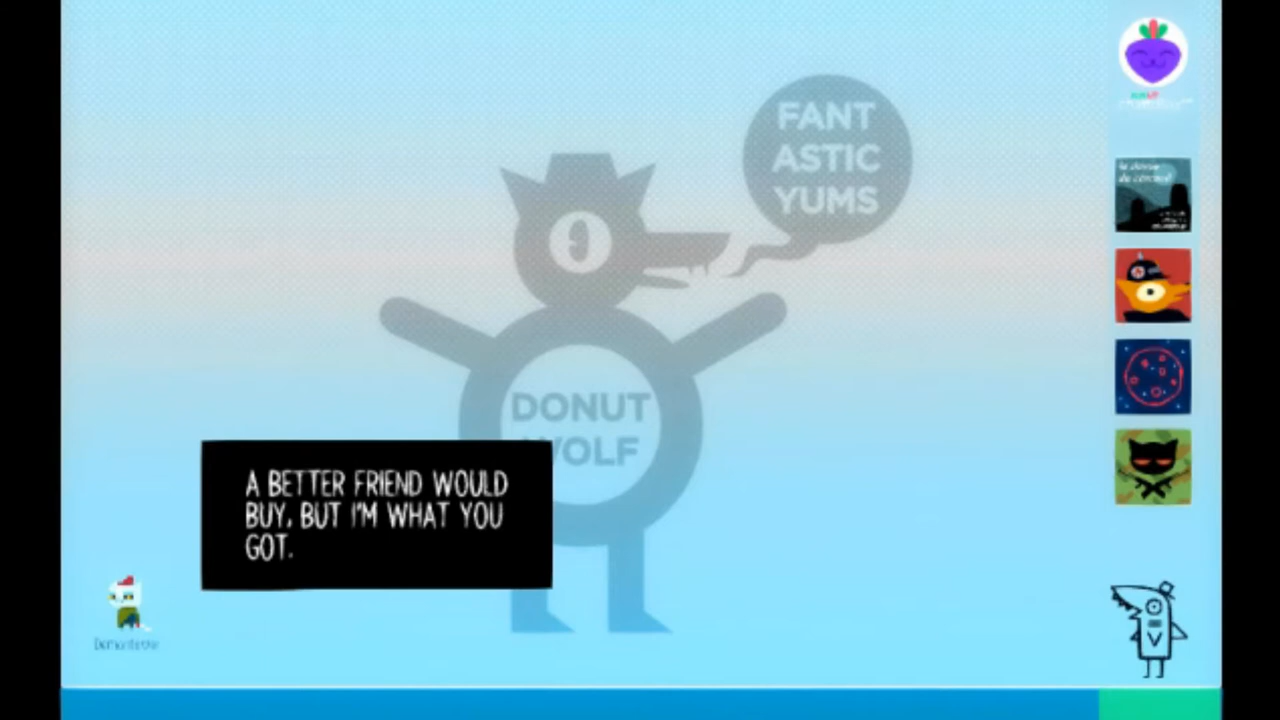 FANT
ASTIC
YUMS
DONUT
WOLF
A BETTER FRIEND WOULD
BUY, BUT I'M WHAT YOU
GOT.